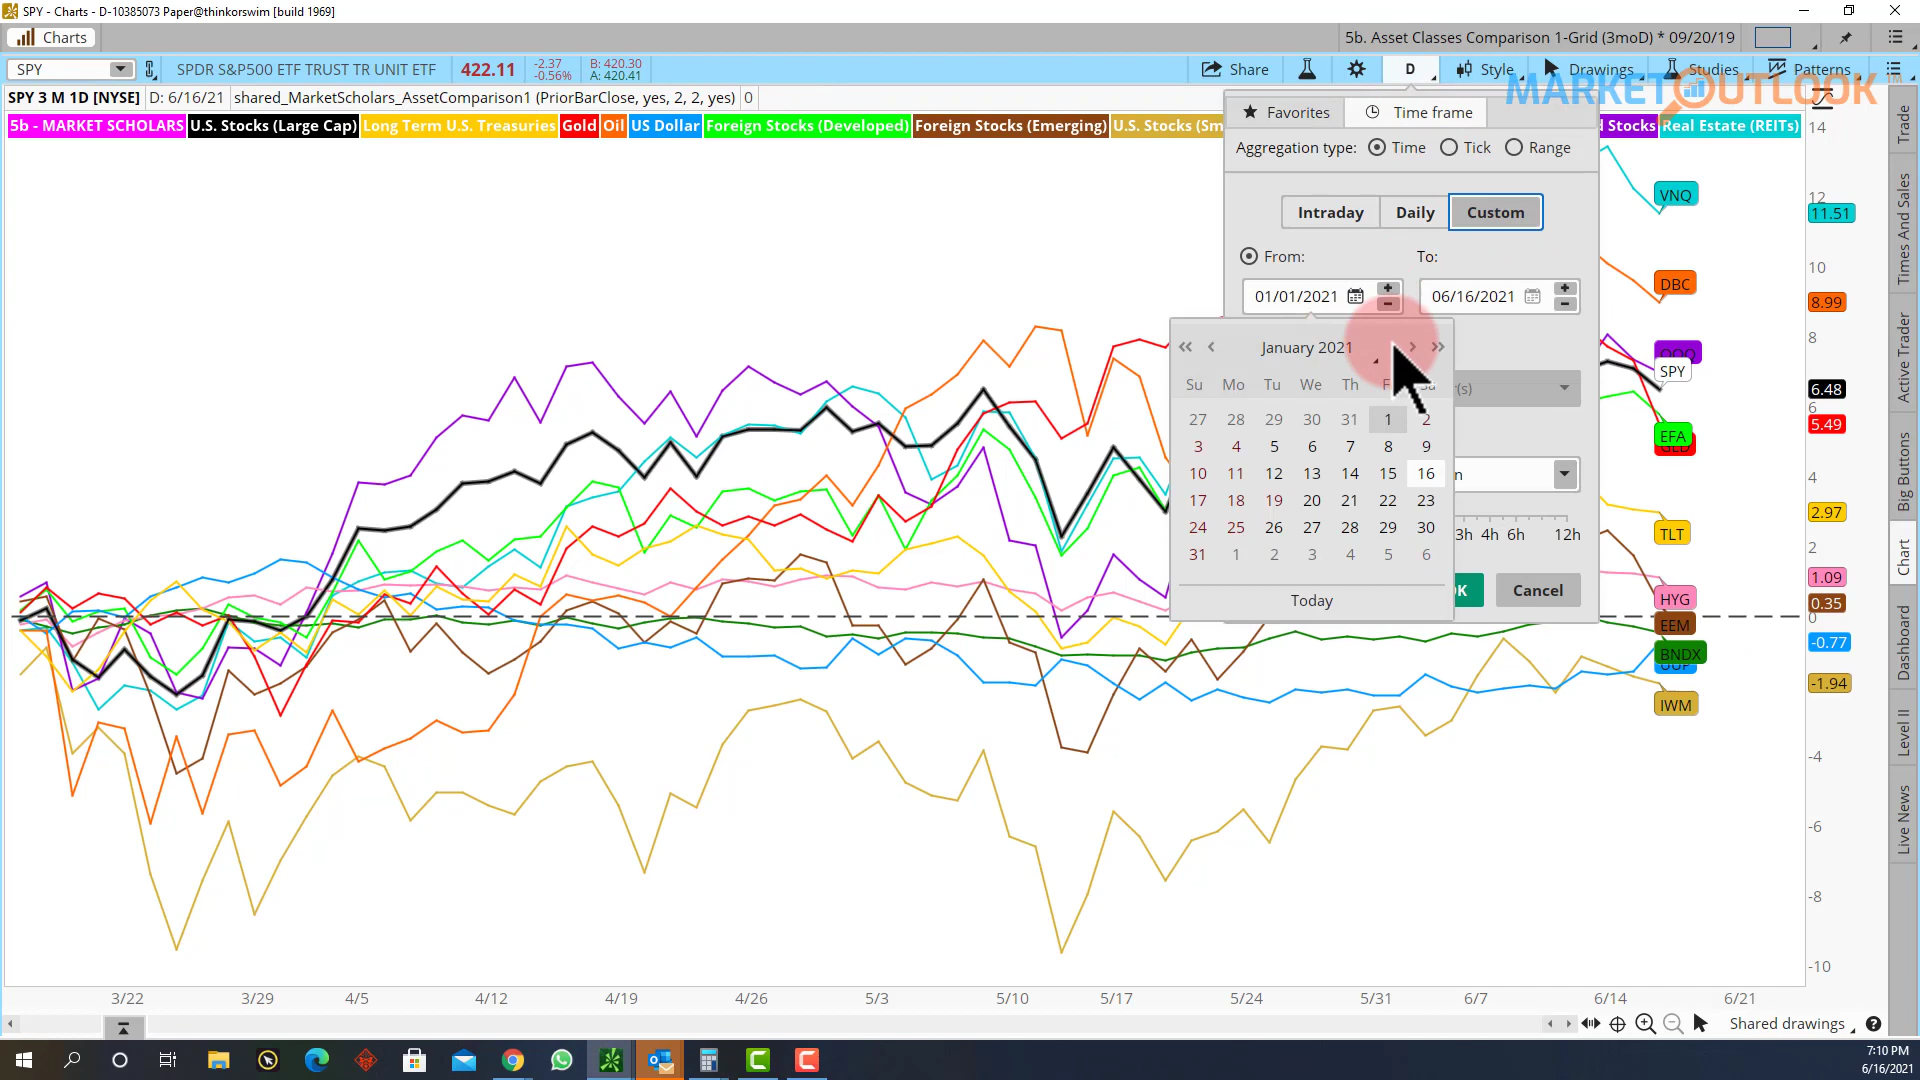 SPY - Charts - D-10385073 Paper@thinkorswim [build 1969]
Charts
5b. Asset Classes Comparison 1-Grid (3moD) * 09/20/19
SPY
SPDR S&P500 ETF TRUST TR UNIT ETF
422.11
-2.37
-0.56%
B: 420.30
A: 420.41
Share
D
Style
Drawings
Studies
Patterns
MARKETOUTLOOK
SPY 3 M 1D [NYSE]
D: 6/16/21
shared_MarketScholars_AssetComparison1 (PriorBarClose, yes, 2, 2, yes)
0
5b - MARKET SCHOLARS
U.S. Stocks (Large Cap)
Long Term U.S. Treasuries
Gold
Oil
US Dollar
Foreign Stocks (Developed)
Foreign Stocks (Emerging)
U.S. Stocks (Sm
Stocks
Real Estate (REITs)
Favorites
Time frame
Aggregation type:
Time
Tick
Range
Intraday
Daily
Custom
From:
To:
01/01/2021
06/16/2021
January 2021
Su Mo Tu We Th F Sa
27 28 29 30 31 1 2
3 4 5 6 7 8 9
10 11 12 13 14 15 16
17 18 19 20 21 22 23
24 25 26 27 28 29 30
31 1 2 3 4 5 6
Today
(s)
n
3h 4h 6h 12h
K
Cancel
VNQ
DBC
QQQ
SPY
EFA
TLT
HYG
EEM
BNDX
UUP
IWM
14
12
11.51
10
8.99
8
6.48
6
5.49
4
2.97
2
1.09
0.35
0
-0.77
-1.94
-4
-6
-8
-10
3/22
3/29
4/5
4/12
4/19
4/26
5/3
5/10
5/17
5/24
5/31
6/7
6/14
6/21
Trade
Times And Sales
Active Trader
Big Buttons
Chart
Dashboard
Level II
Live News
Shared drawings
7:10 PM
6/16/2021